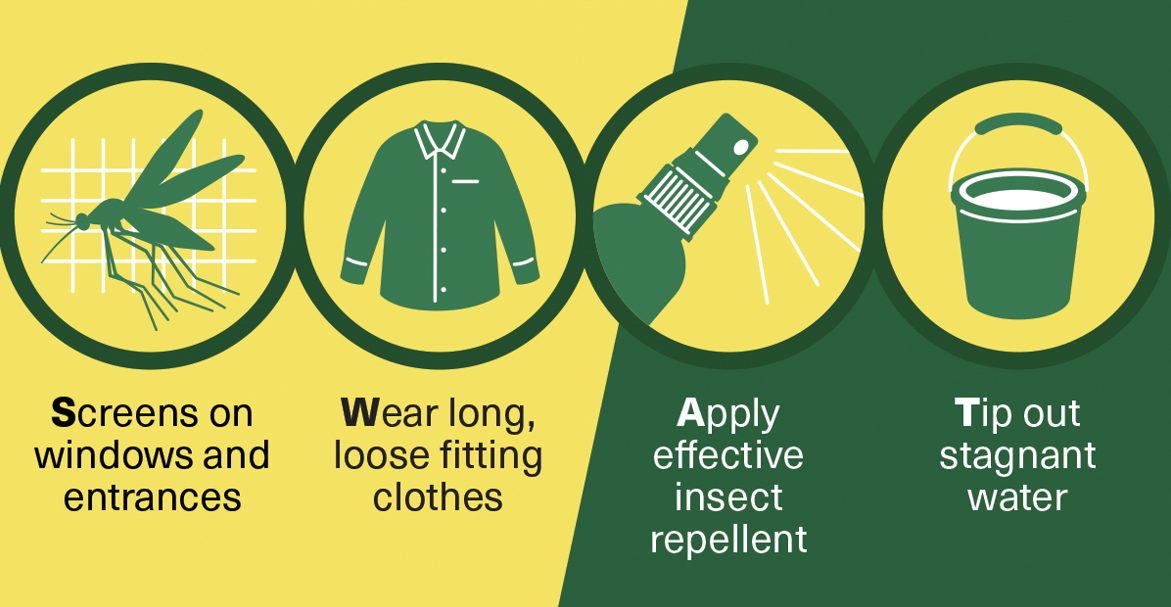 Screens on
windows and
entrances
Wear long,
loose fitting
clothes
Apply
effective
insect
repellent
Tip out
stagnant
water